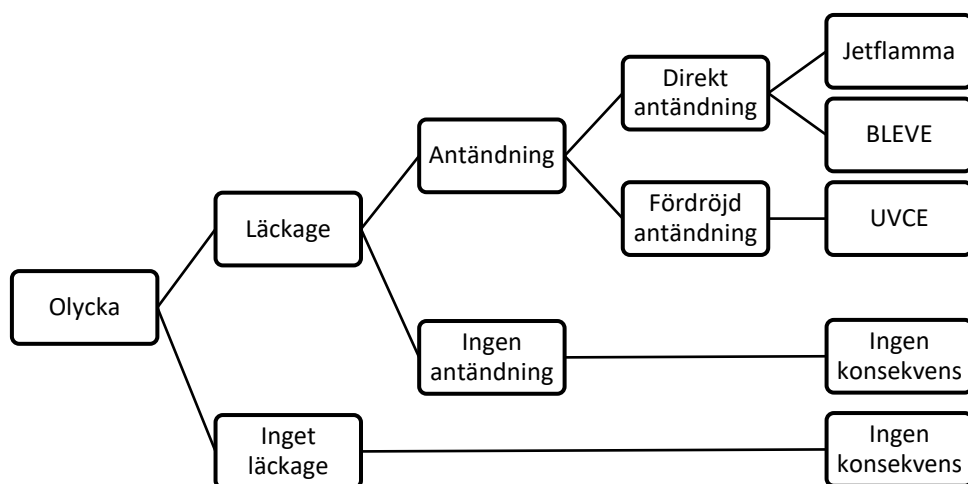 Jetflamma
Direkt
antändning
BLEVE
Antändning
Fördröjd
antändning
UVCE
Läckage
Olycka
Ingen
antändning
Ingen
konsekvens
Inget
läckage
Ingen
konsekvens